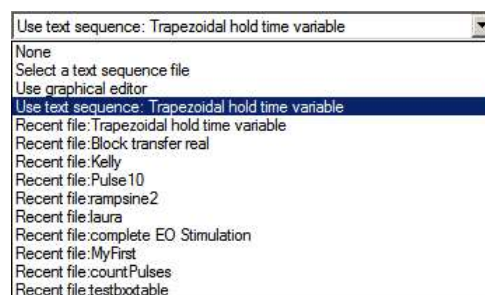 Use text sequence: Trapezoidal hold time variable
None
Select a text sequence file
Use graphical editor
Use text sequence: Trapezoidal hold time variable
Recent file:Trapezoidal hold time variable
Recent file:Block transfer real
Recent file:Kelly
Recent file:Pulse10
Recent file:rampsine2
Recent file:laura
Recent file:complete EO Stimulation
Recent file:MyFirst
Recent file:countPulses
Recent file:testbxxtable